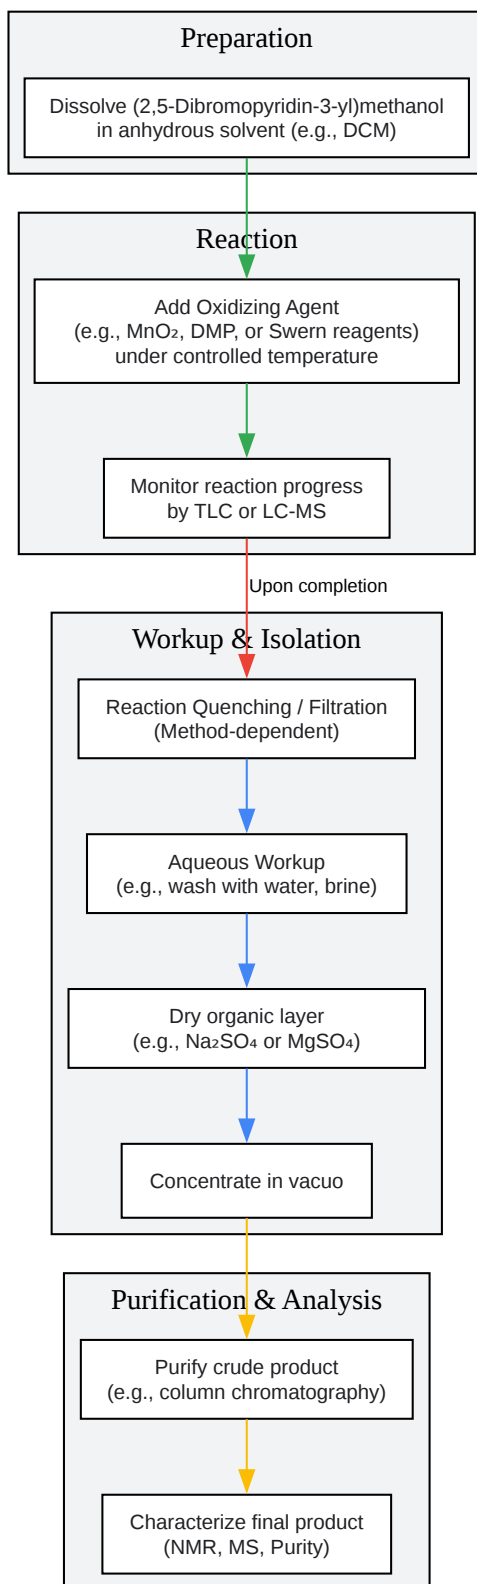 Preparation
Dissolve (2,5-Dibromopyridin-3-yl)methanol
in anhydrous solvent (e.g., DCM)
Reaction
Add Oxidizing Agent
(e.g., MnO₂, DMP, or Swern reagents)
under controlled temperature
Monitor reaction progress
by TLC or LC-MS
Upon completion
Workup & Isolation
Reaction Quenching / Filtration
(Method-dependent)
Aqueous Workup
(e.g., wash with water, brine)
Dry organic layer
(e.g., Na₂SO₄ or MgSO₄)
Concentrate in vacuo
Purification & Analysis
Purify crude product
(e.g., column chromatography)
Characterize final product
(NMR, MS, Purity)